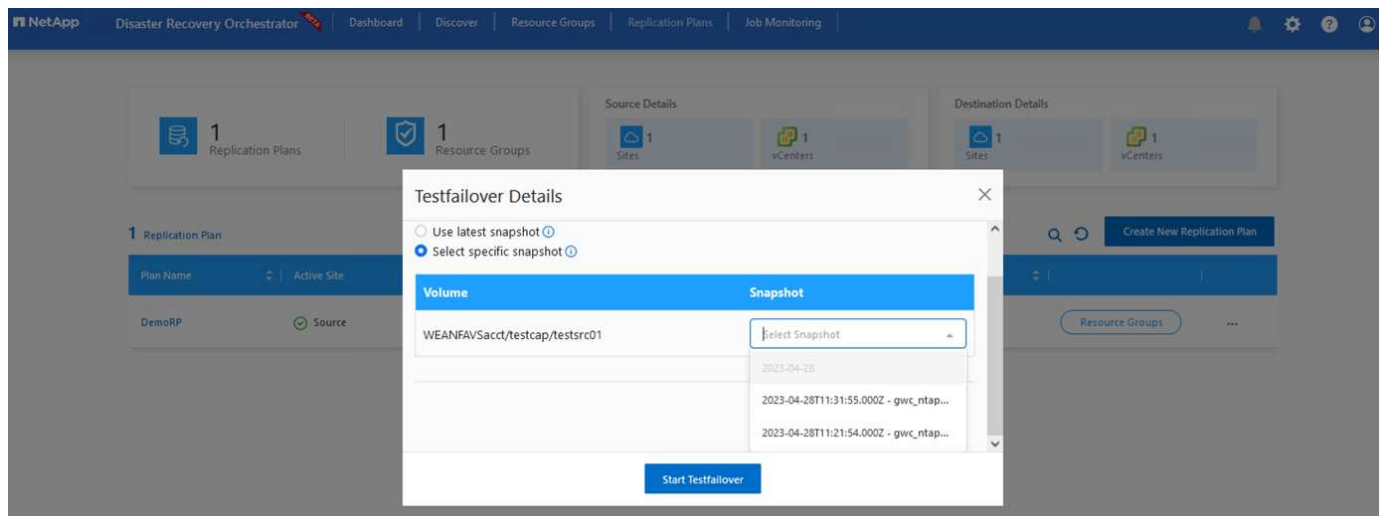 NetApp
Disaster Recovery Orchestrator
Dashboard
Discover
Resource Groups
Replication Plans
Job Monitoring
1
Replication Plans
1
Resource Groups
Source Details
1
Sites
1
vCenters
Destination Details
1
Sites
1
vCenters
1 Replication Plan
Create New Replication Plan
Plan Name
Active Site
DemoRP
Source
Resource Groups
...
Testfailover Details
Use latest snapshot
Select specific snapshot
Volume
Snapshot
WEANFAVSacct/testcap/testsrc01
Select Snapshot
2023-04-28
2023-04-28T11:31:55.000Z - gwc_ntap...
2023-04-28T11:21:54.000Z - gwc_ntap...
Start Testfailover